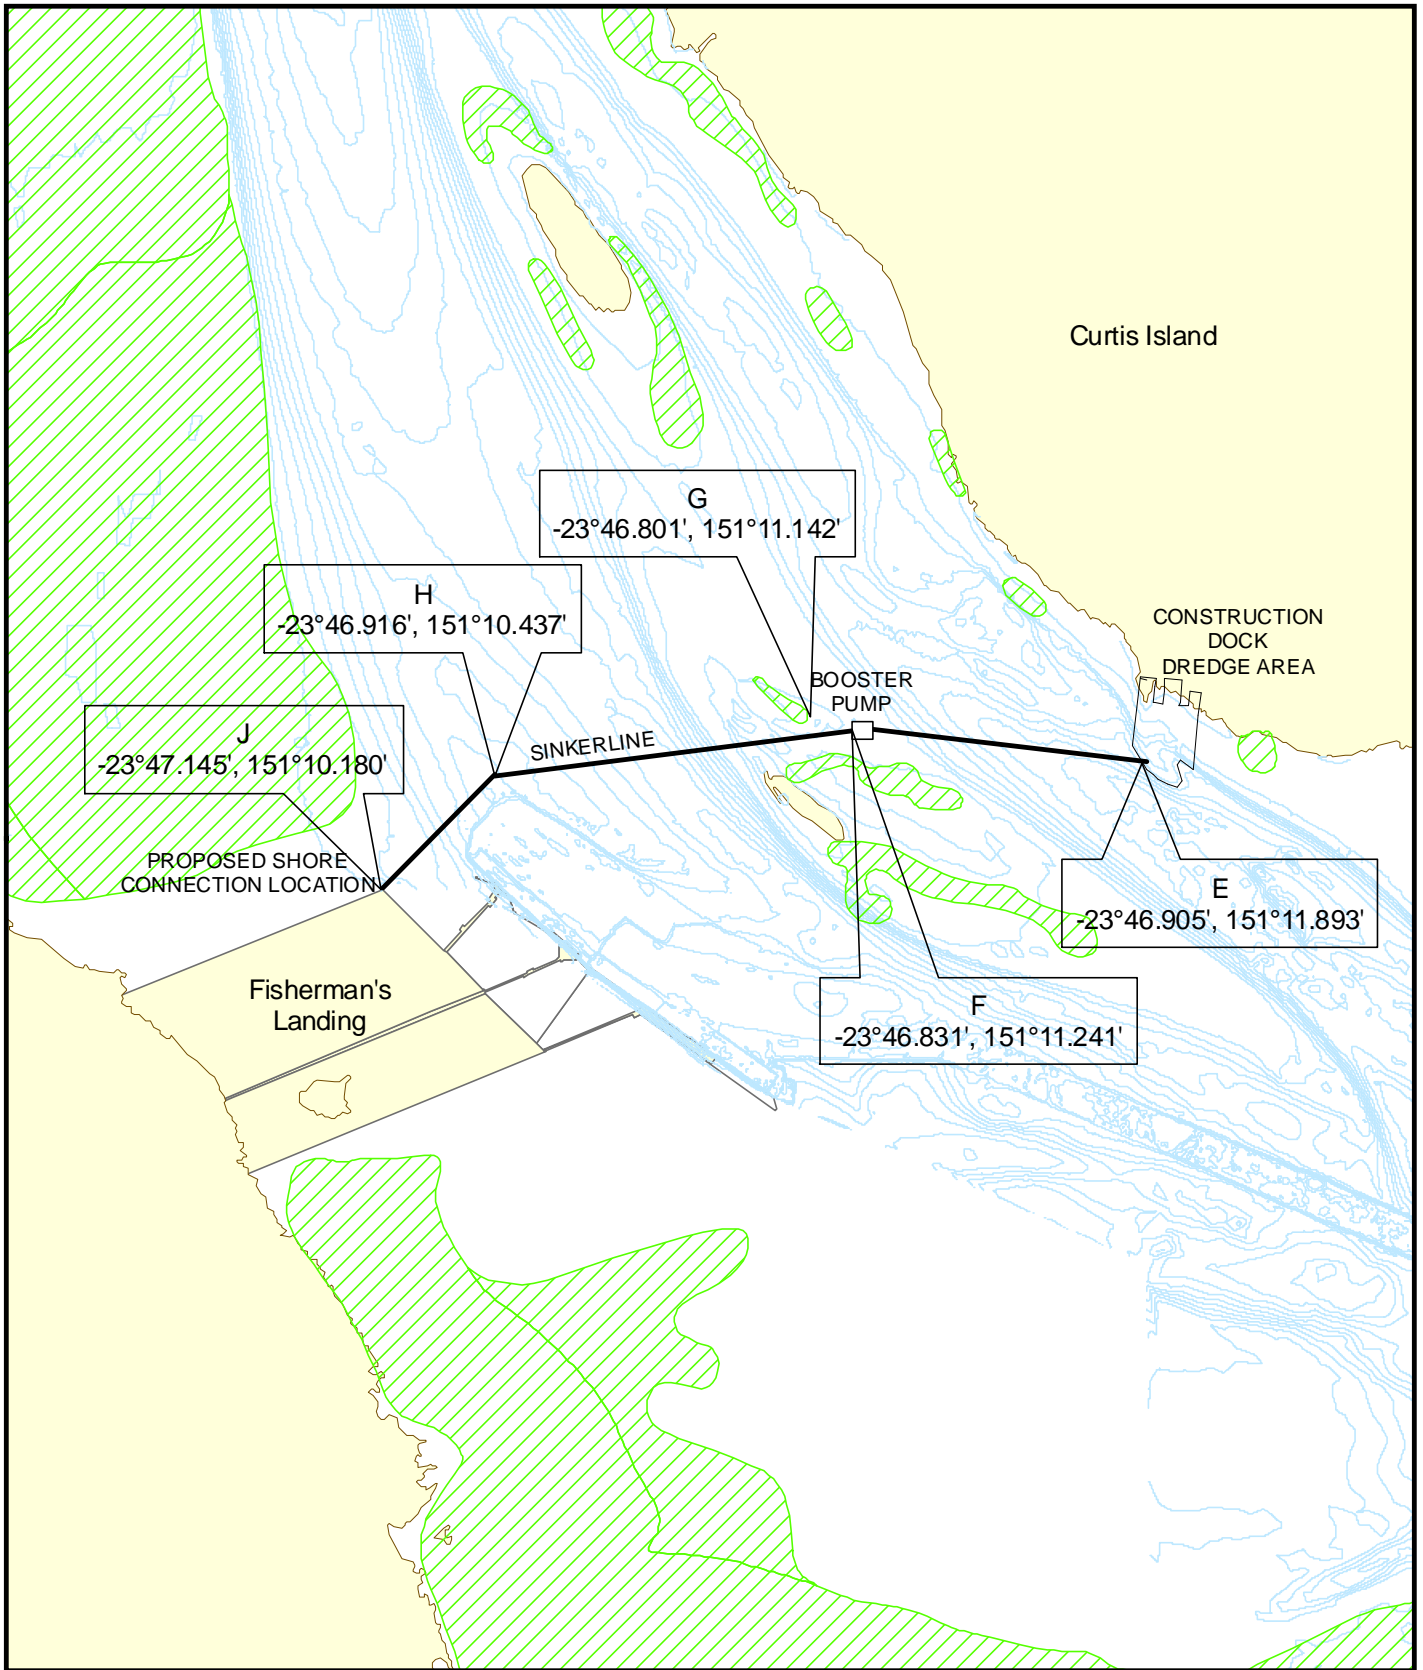 Curtis Island
G
-23°46.801', 151°11.142'
H
-23°46.916', 151°10.437'
CONSTRUCTION
DOCK
DREDGE AREA
BOOSTER
PUMP
J
-23°47.145', 151°10.180'
SINKERLINE
PROPOSED SHORE
CONNECTION LOCATION
E
-23°46.905', 151°11.893'
Fisherman's
Landing
F
-23°46.831', 151°11.241'